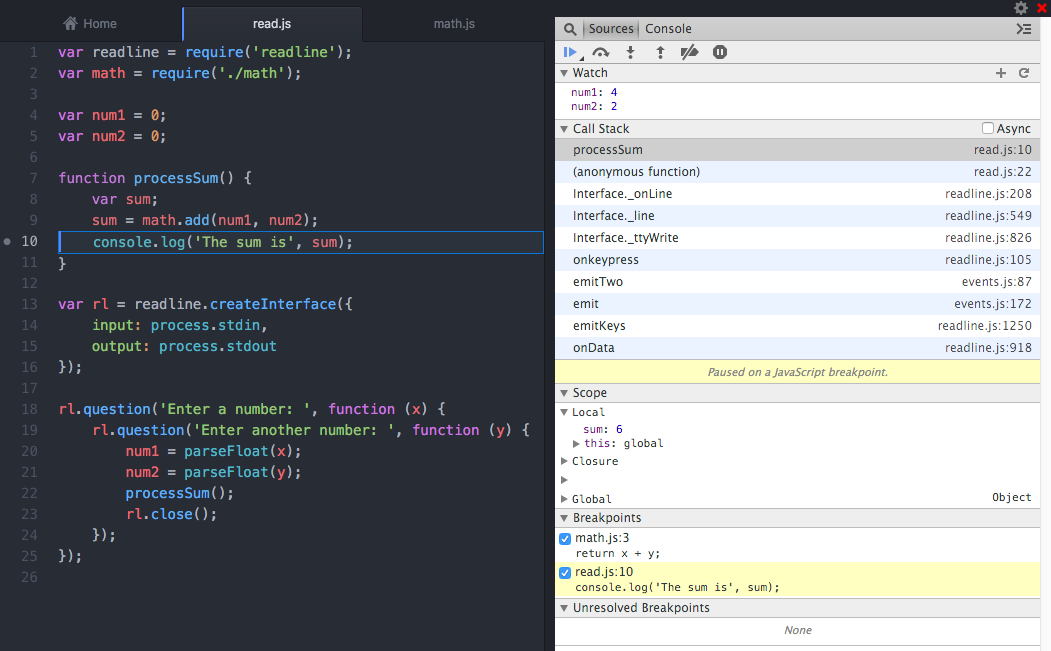 Home read.js math.js
1 var readline = require('readline');
2 var math = require('./math');
3
4 var num1 = 0;
5 var num2 = 0;
6
7 function processSum() {
8 var sum;
9 sum = math.add(num1, num2);
10 console.log('The sum is', sum);
11 }
12
13 var rl = readline.createInterface({
14 input: process.stdin,
15 output: process.stdout
16 });
17
18 rl.question('Enter a number: ', function (x) {
19 rl.question('Enter another number: ', function (y) {
20 num1 = parseFloat(x);
21 num2 = parseFloat(y);
22 processSum();
23 rl.close();
24 });
25 });
26
Sources Console
Watch
num1: 4
num2: 2
Call Stack Async
processSum read.js:10
(anonymous function) read.js:22
Interface._onLine readline.js:208
Interface._line readline.js:549
Interface._ttyWrite readline.js:826
onkeypress readline.js:105
emitTwo events.js:87
emit events.js:172
emitKeys readline.js:1250
onData readline.js:918
Paused on a JavaScript breakpoint.
Scope
Local
sum: 6
this: global
Closure
Global Object
Breakpoints
math.js:3
return x + y;
read.js:10
console.log('The sum is', sum);
Unresolved Breakpoints
None